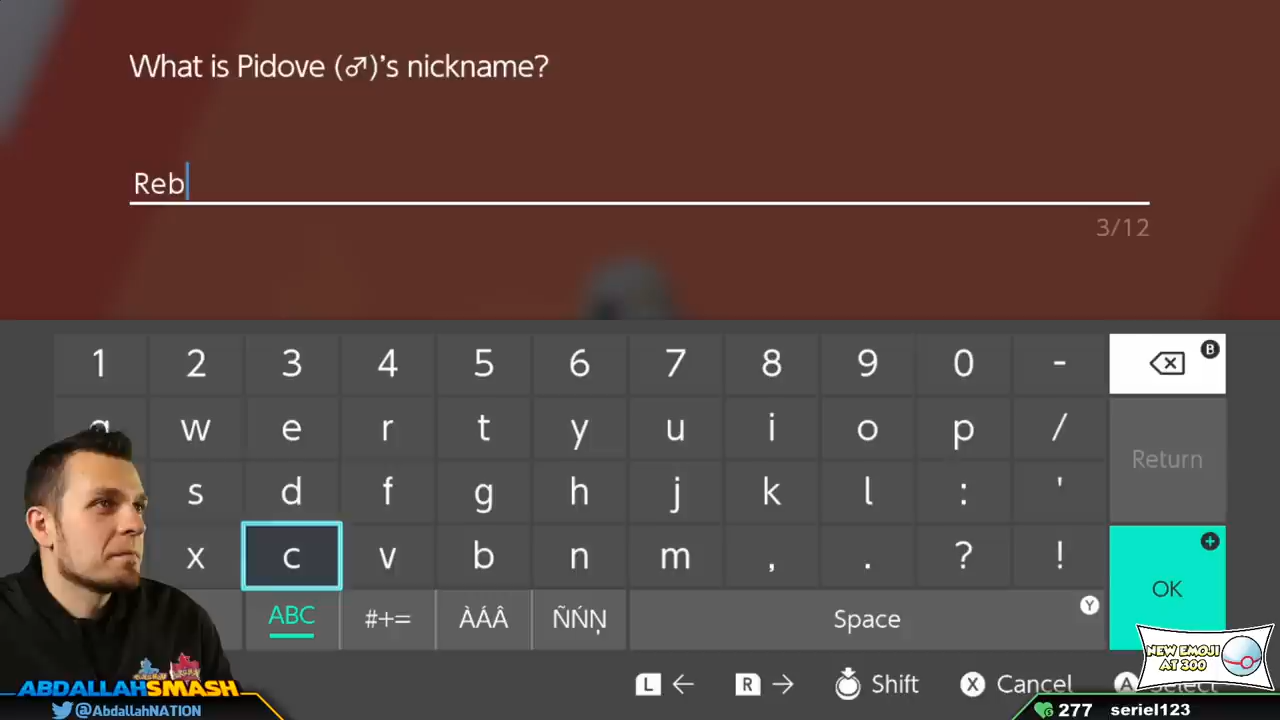 What is Pidove (♂)'s nickname?
Reb
3/12
1 2 3 4 5 6 7 8 9 0 - B
q w e r t y u i o p / Return
s d f g h j k l : '
x c v b n m , . ? ! + OK
ABC #+= ÀÁÂ ÑŃŅ Space Y
NEW EMOJI AT 300
L ← R → Shift X Cancel A Select
ABDALLAHSMASH
@AbdallahNATION
277 seriel123